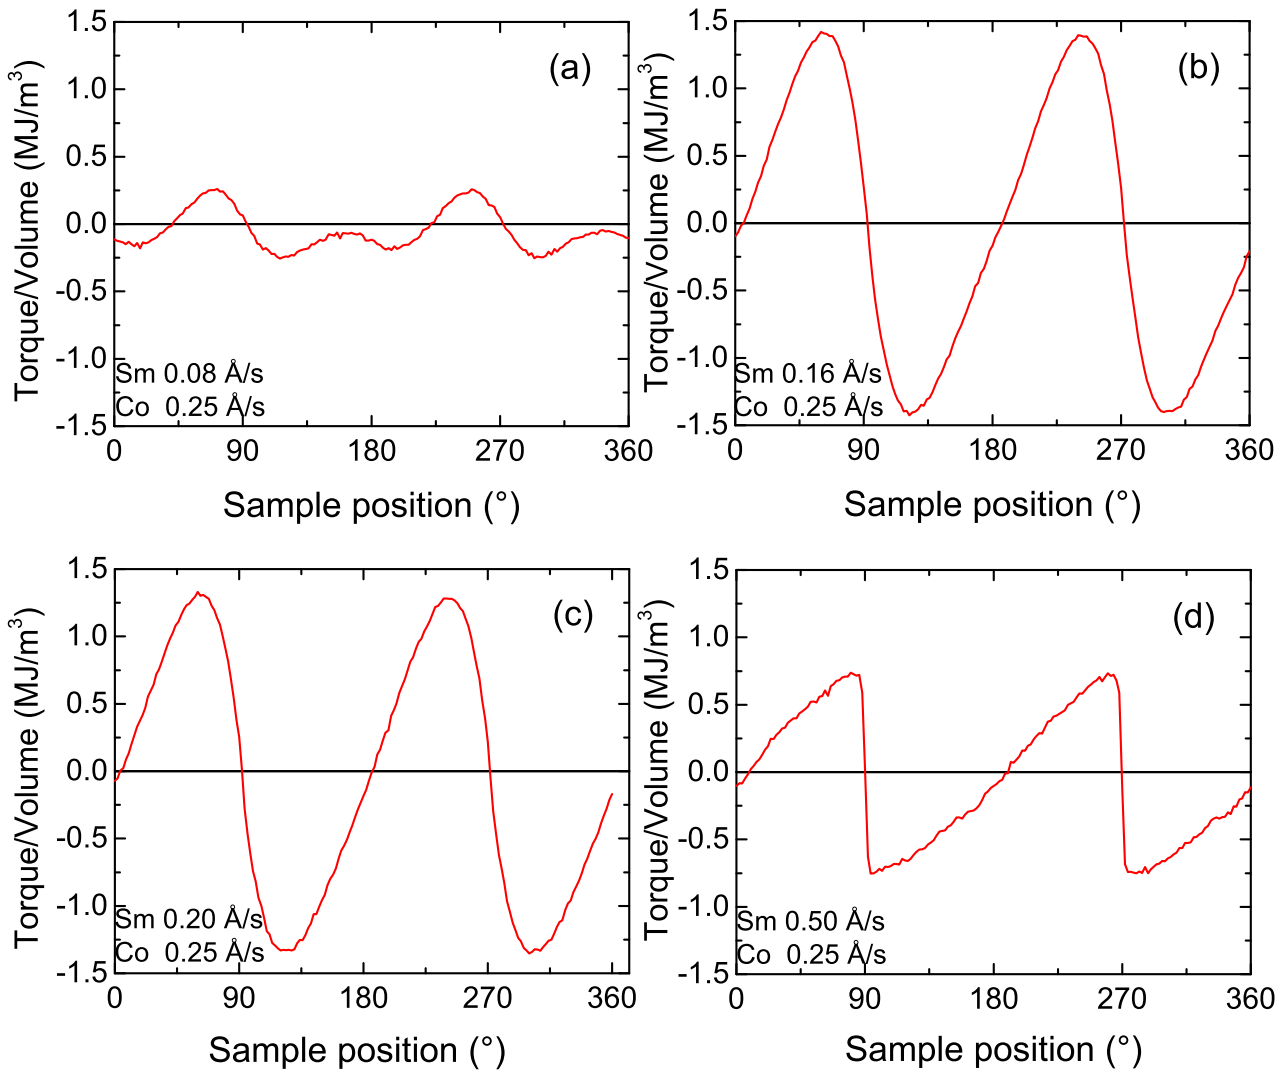 1.5
1.0
0.5
0.0
-0.5
-1.0
-1.5
Torque/Volume (MJ/m³)
(a)
Sm 0.08 Å/s
Co 0.25 Å/s
0 90 180 270 360
Sample position (°)
1.5
1.0
0.5
0.0
-0.5
-1.0
-1.5
Torque/Volume (MJ/m³)
(b)
Sm 0.16 Å/s
Co 0.25 Å/s
0 90 180 270 360
Sample position (°)
1.5
1.0
0.5
0.0
-0.5
-1.0
-1.5
Torque/Volume (MJ/m³)
(c)
Sm 0.20 Å/s
Co 0.25 Å/s
0 90 180 270 360
Sample position (°)
1.5
1.0
0.5
0.0
-0.5
-1.0
-1.5
Torque/Volume (MJ/m³)
(d)
Sm 0.50 Å/s
Co 0.25 Å/s
0 90 180 270 360
Sample position (°)